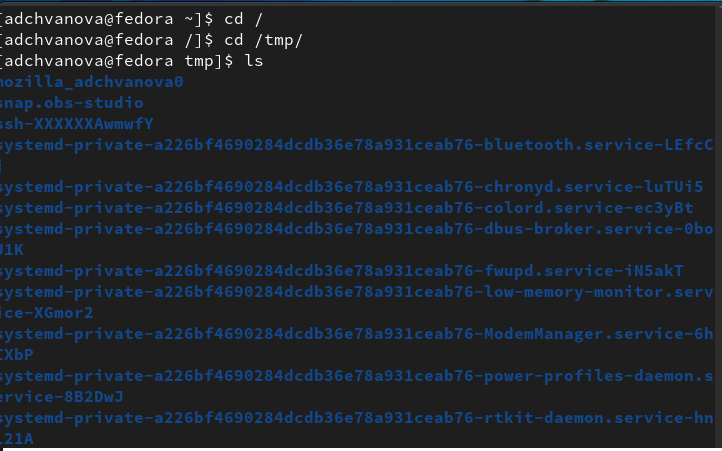 [adchvanova@fedora ~]$ cd /
[adchvanova@fedora /]$ cd /tmp/
[adchvanova@fedora tmp]$ ls
mozilla_adchvanova0
snap.obs-studio
ssh-XXXXXXAwmwfY
systemd-private-a226bf4690284dcdb36e78a931ceab76-bluetooth.service-LEfcC
j
systemd-private-a226bf4690284dcdb36e78a931ceab76-chronyd.service-luTUi5
systemd-private-a226bf4690284dcdb36e78a931ceab76-colord.service-ec3yBt
systemd-private-a226bf4690284dcdb36e78a931ceab76-dbus-broker.service-0bo
J1K
systemd-private-a226bf4690284dcdb36e78a931ceab76-fwupd.service-iN5akT
systemd-private-a226bf4690284dcdb36e78a931ceab76-low-memory-monitor.serv
ice-XGmor2
systemd-private-a226bf4690284dcdb36e78a931ceab76-ModemManager.service-6h
XbP
systemd-private-a226bf4690284dcdb36e78a931ceab76-power-profiles-daemon.s
ervice-8B2DwJ
systemd-private-a226bf4690284dcdb36e78a931ceab76-rtkit-daemon.service-hn
21A